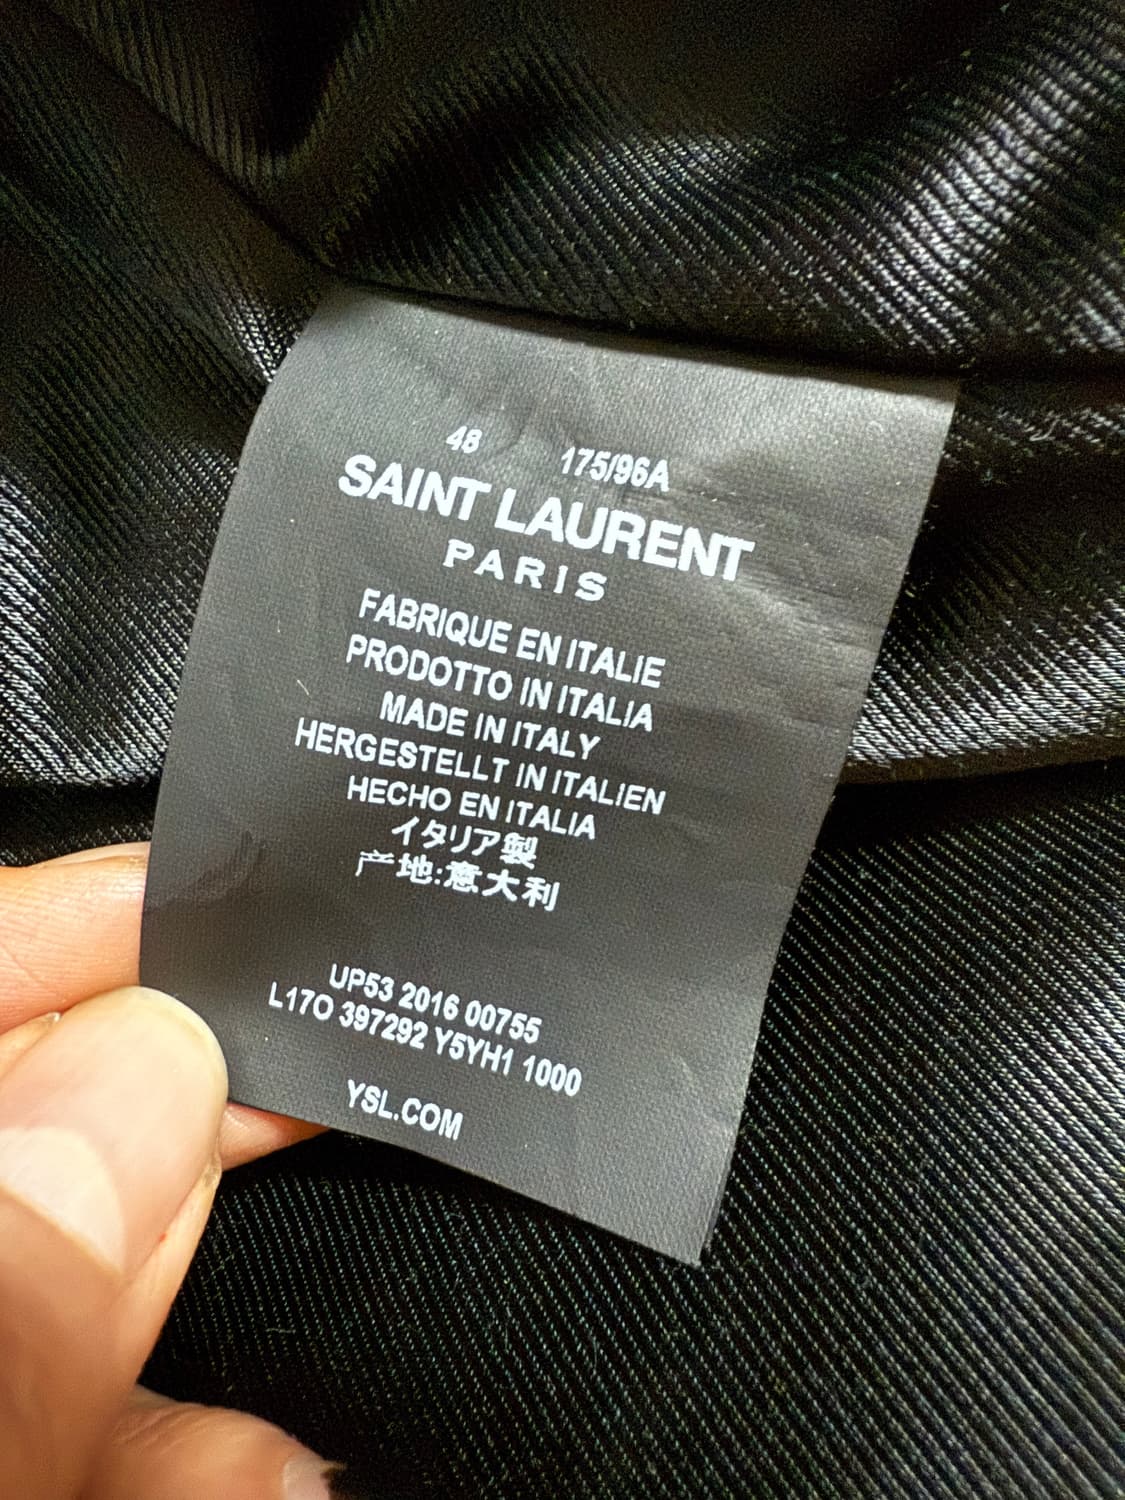 48 175/96A
SAINT LAURENT
PARIS
FABRIQUE EN ITALIE
PRODOTTO IN ITALIA
MADE IN ITALY
HERGESTELLT IN ITALIEN
HECHO EN ITALIA
イタリア製
产地:意大利
UP53 2016 00755
L17O 397292 Y5YH1 1000
YSL.COM